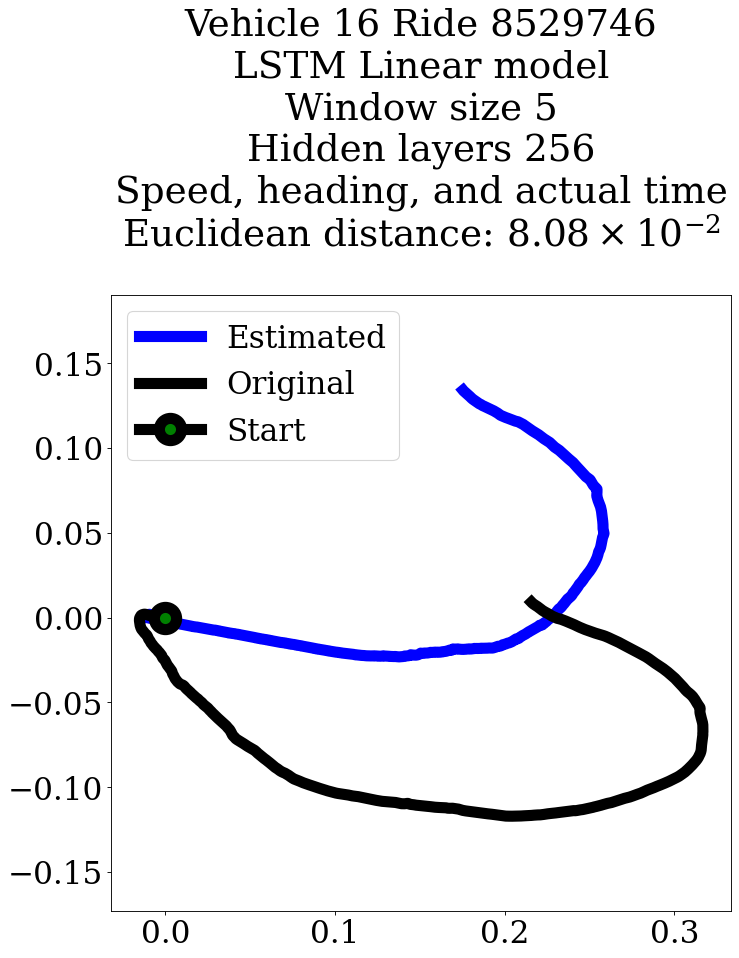 Vehicle 16 Ride 8529746
LSTM Linear model
Window size 5
Hidden layers 256
Speed, heading, and actual time
Euclidean distance: 8.08 × 10⁻²
Estimated
Original
Start
0.15
0.10
0.05
0.00
−0.05
−0.10
−0.15
0.0 0.1 0.2 0.3